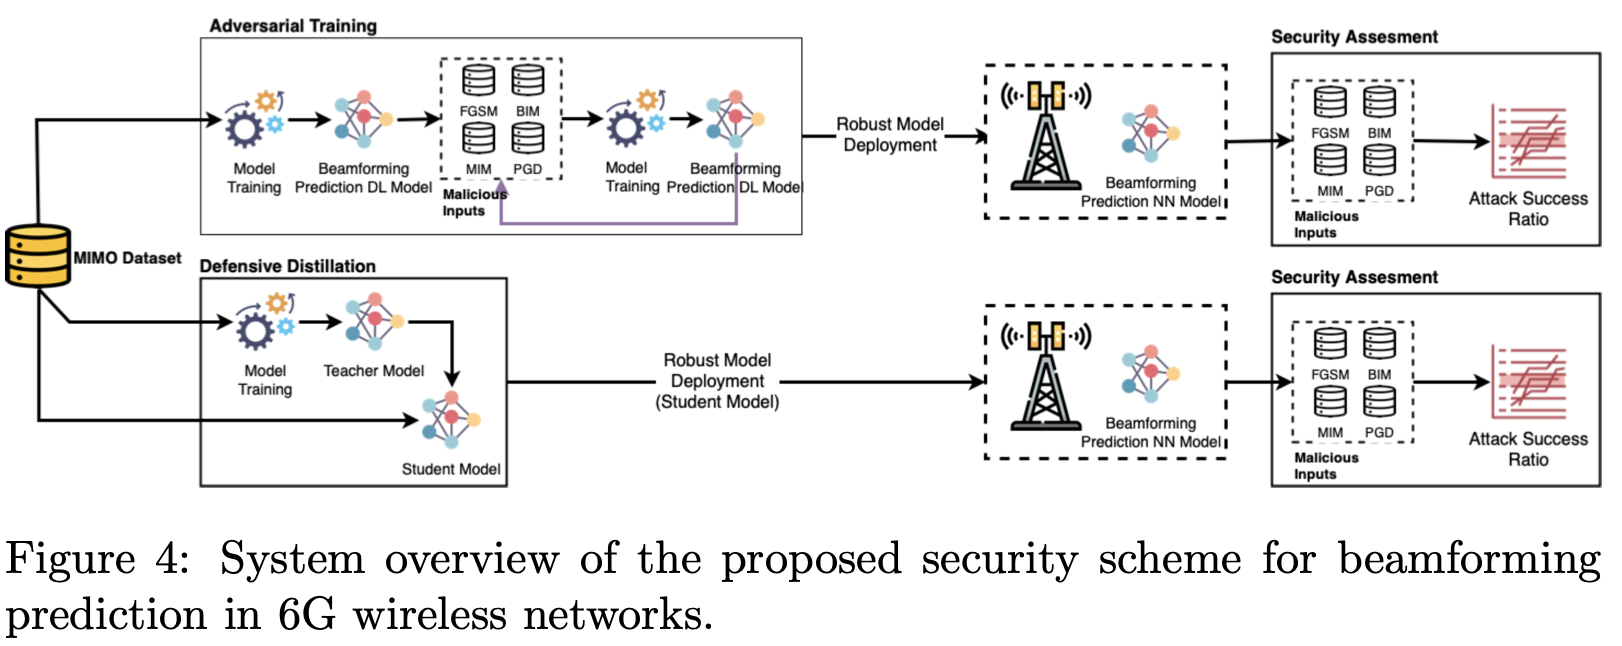 Adversarial Training
FGSM
BIM
MIM
PGD
Model
Training
Beamforming
Prediction DL Model
Malicious
Inputs
Model
Training
Beamforming
Prediction DL Model
Robust Model
Deployment
Beamforming
Prediction NN Model
Security Assesment
FGSM
BIM
MIM
PGD
Malicious
Inputs
Attack Success
Ratio
MIMO Dataset
Defensive Distillation
Model
Training
Teacher Model
Student Model
Robust Model
Deployment
(Student Model)
Beamforming
Prediction NN Model
Security Assesment
FGSM
BIM
MIM
PGD
Malicious
Inputs
Attack Success
Ratio
Figure 4: System overview of the proposed security scheme for beamforming
prediction in 6G wireless networks.